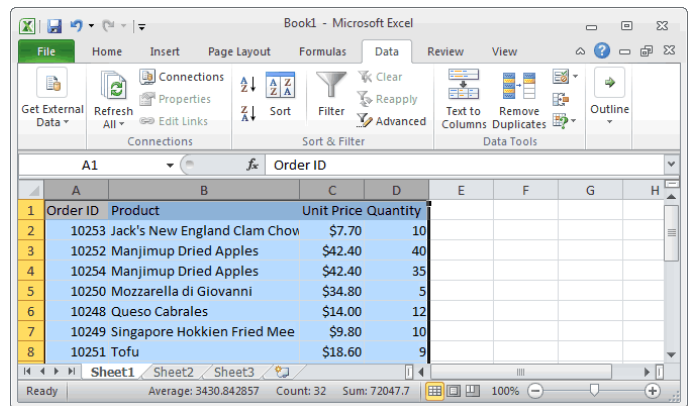 Book1 - Microsoft Excel
File Home Insert Page Layout Formulas Data Review View
Get External Data
Refresh All
Connections
Properties
Edit Links
Connections
Sort
Filter
Clear
Reapply
Advanced
Sort & Filter
Text to Columns
Remove Duplicates
Data Tools
Outline
A1 fx Order ID
A B C D E F G H
1 Order ID Product Unit Price Quantity
2 10253 Jack's New England Clam Chow $7.70 10
3 10252 Manjimup Dried Apples $42.40 40
4 10254 Manjimup Dried Apples $42.40 35
5 10250 Mozzarella di Giovanni $34.80 5
6 10248 Queso Cabrales $14.00 12
7 10249 Singapore Hokkien Fried Mee $9.80 10
8 10251 Tofu $18.60 9
Sheet1 Sheet2 Sheet3
Ready Average: 3430.842857 Count: 32 Sum: 72047.7 100%